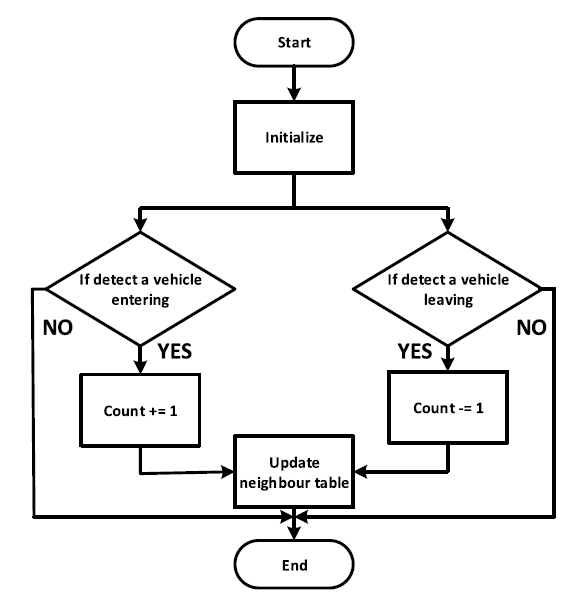 Start
Initialize
If detect a vehicle
entering
If detect a vehicle
leaving
NO
YES
YES
NO
Count += 1
Count -= 1
Update
neighbour table
End